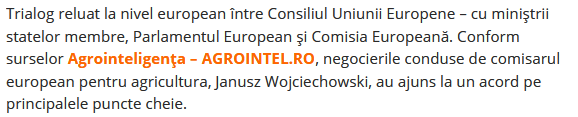 Trialog reluat la nivel european între Consiliul Uniunii Europene – cu miniștrii
statelor membre, Parlamentul European și Comisia Europeană. Conform
surselor Agrointeligența – AGROINTEL.RO, negocierile conduse de comisarul
european pentru agricultura, Janusz Wojciechowski, au ajuns la un acord pe
principalele puncte cheie.